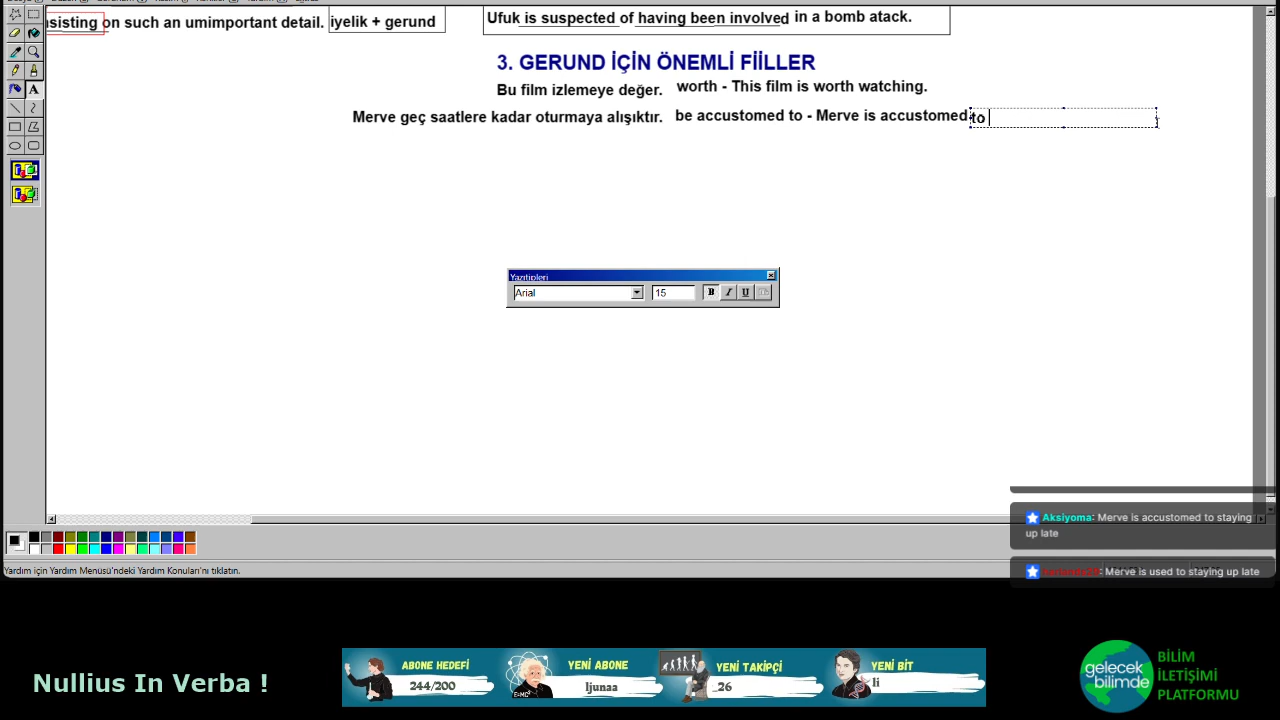 nsisting on such an umimportant detail. iyelik + gerund
Ufuk is suspected of having been involved in a bomb atack.
3. GERUND İÇİN ÖNEMLİ FİİLLER
Bu film izlemeye değer. worth - This film is worth watching.
Merve geç saatlere kadar oturmaya alışıktır. be accustomed to - Merve is accustomed to
A
Yazıtipleri
Arial 15 B I U
Aksiyoma: Merve is accustomed to staying
up late
: Merve is used to staying up late
Yardım için Yardım Menüsü'ndeki Yardım Konuları'nı tıklatın.
Nullius In Verba !
ABONE HEDEFİ
244/200
E=MC²
YENİ ABONE
ljunaa
YENİ TAKİPÇİ
_26
YENİ BİT
li
gelecek
bilimde
BİLİM
İLETİŞİMİ
PLATFORMU